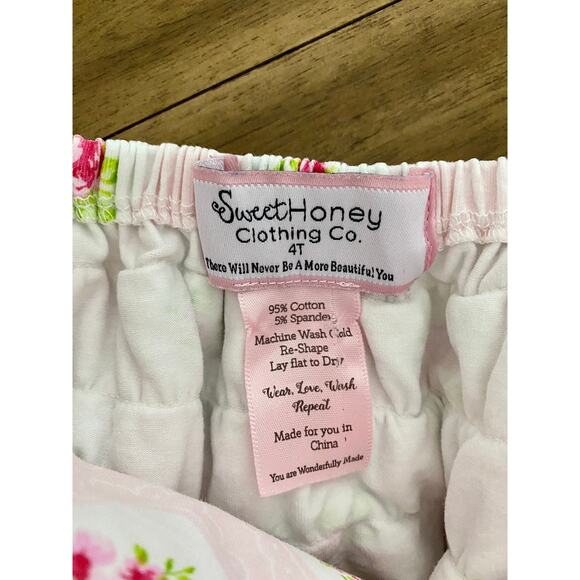 SweetHoney
Clothing Co.
4T
There Will Never Be A More Beautiful You
95% Cotton
5% Spandex
Machine Wash Cold
Re-Shape
Lay flat to Dry
Wear, Love, Wash
Repeat
Made for you in
China
You are Wonderfully Made